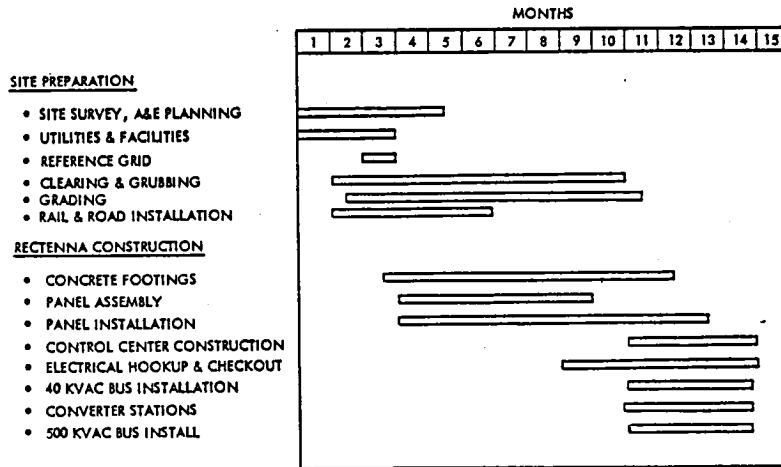 MONTHS
1 2 3 4 5 6 7 8 9 10 11 12 13 14 15
SITE PREPARATION
• SITE SURVEY, A&E PLANNING
• UTILITIES & FACILITIES
• REFERENCE GRID
• CLEARING & GRUBBING
• GRADING
• RAIL & ROAD INSTALLATION
RECTENNA CONSTRUCTION
• CONCRETE FOOTINGS
• PANEL ASSEMBLY
• PANEL INSTALLATION
• CONTROL CENTER CONSTRUCTION
• ELECTRICAL HOOKUP & CHECKOUT
• 40 KVAC BUS INSTALLATION
• CONVERTER STATIONS
• 500 KVAC BUS INSTALL